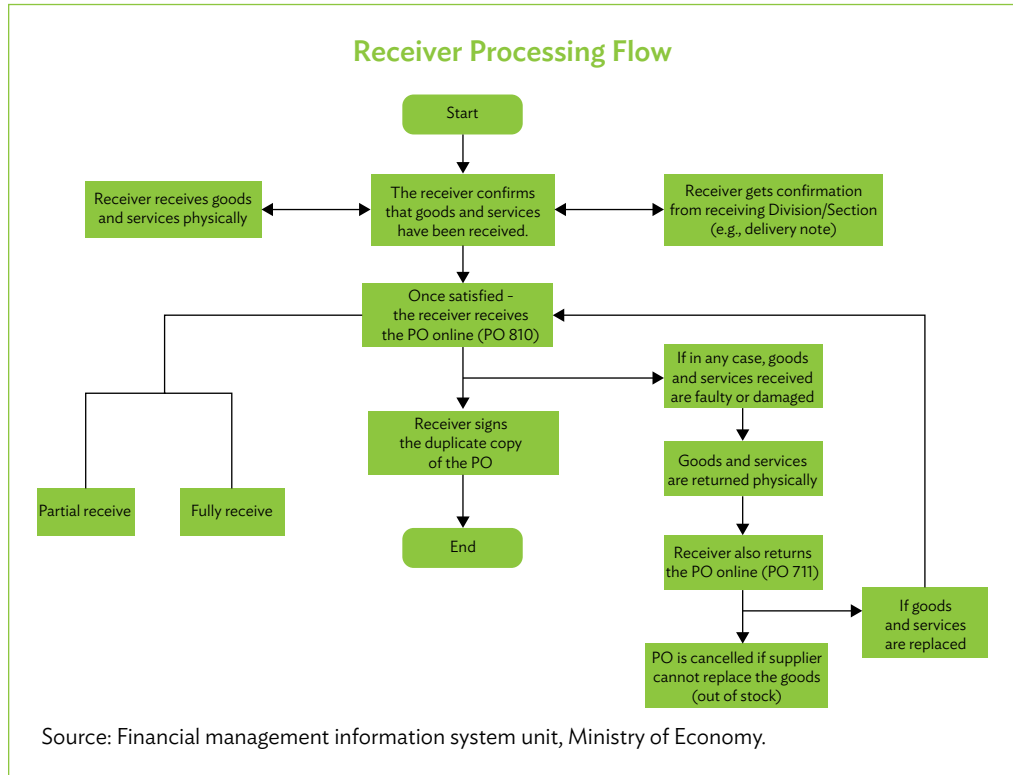 Receiver Processing Flow
Start
Receiver receives goods
and services physically
The receiver confirms
that goods and services
have been received.
Receiver gets confirmation
from receiving Division/Section
(e.g., delivery note)
Once satisfied –
the receiver receives
the PO online (PO 810)
If in any case, goods
and services received
are faulty or damaged
Receiver signs
the duplicate copy
of the PO
Goods and services
are returned physically
Partial receive
Fully receive
End
Receiver also returns
the PO online (PO 711)
If goods
and services
are replaced
PO is cancelled if supplier
cannot replace the goods
(out of stock)
Source: Financial management information system unit, Ministry of Economy.